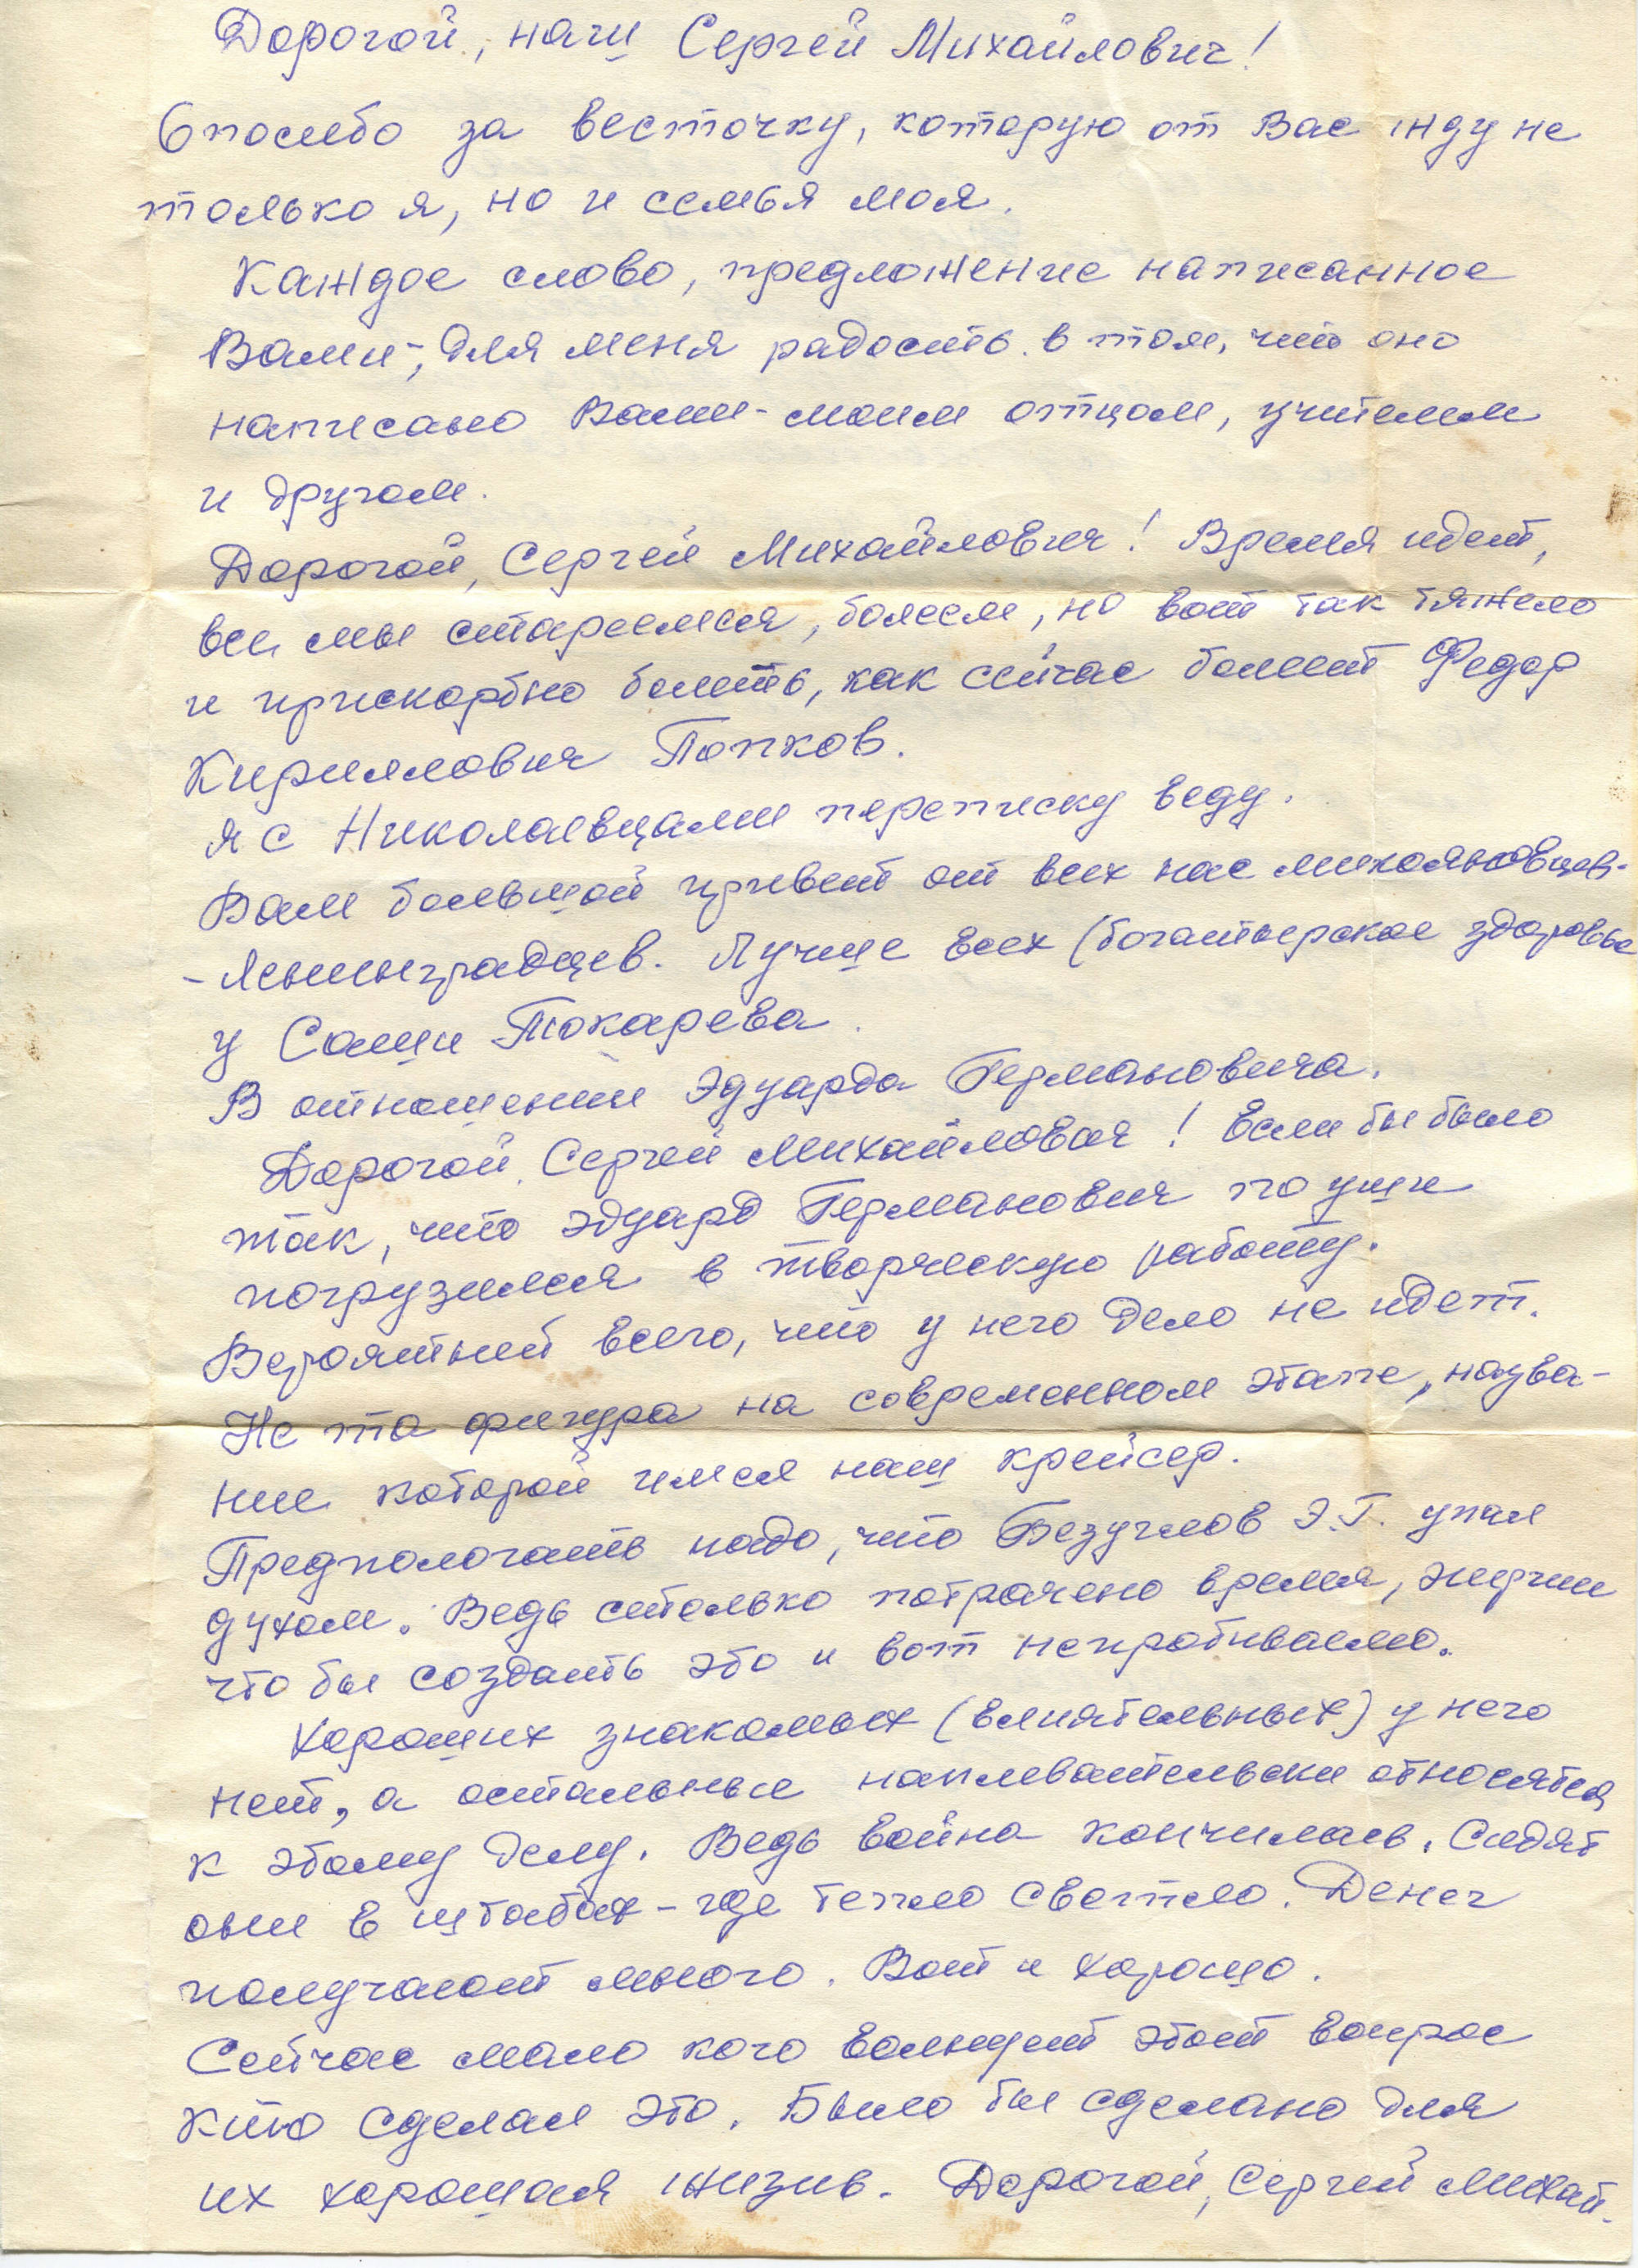 Дорогой, наш Сергей Михайлович!
Спасибо за весточку, которую от Вас жду не
только я, но и семья моя.
Каждое слово, предложение написанное
Вами-, для меня радость в том, что оно
написано Вами - моим отцом, учителем
и другом.
Дорогой, Сергей Михайлович! Время идет,
все мы стареемся, болеем, но вот так тяжело
и прискорбно болеть, как сейчас болеет Федор
Кириллович Попков.
Я с Николаевцами переписку веду.
Вам большой привет от всех нас микояновцев-
- Ленинградцев. Лучше всех (богатырское здоровье
у Саши Токарева.
В отношении Эдуарда Германовича.
Дорогой, Сергей Михайлович! Если бы было
так, что Эдуард Германович по уши
погрузился в творческую работу.
Вероятней всего, что у него дело не идет.
Не та фигура на современном этапе, назва-
ние которой имел наш крейсер.
Предпологать надо, что Безуглов Э.Г. упал
духом. Ведь столько потрачено время, энергии
что бы создать это и вот непробиваемо.
Хороших знакомых (влиятельных) у него
нет, а остальные наплевательски относятся
к этому делу. Ведь война кончилась. Сидят
они в штабах - где тепло светло. Денег
получают много. Вот и хорошо.
Сейчас мало кого волнует этот вопрос
кто сделал это. Было бы сделано для
их хорошая жизнь. Дорогой, Сергей Михай-